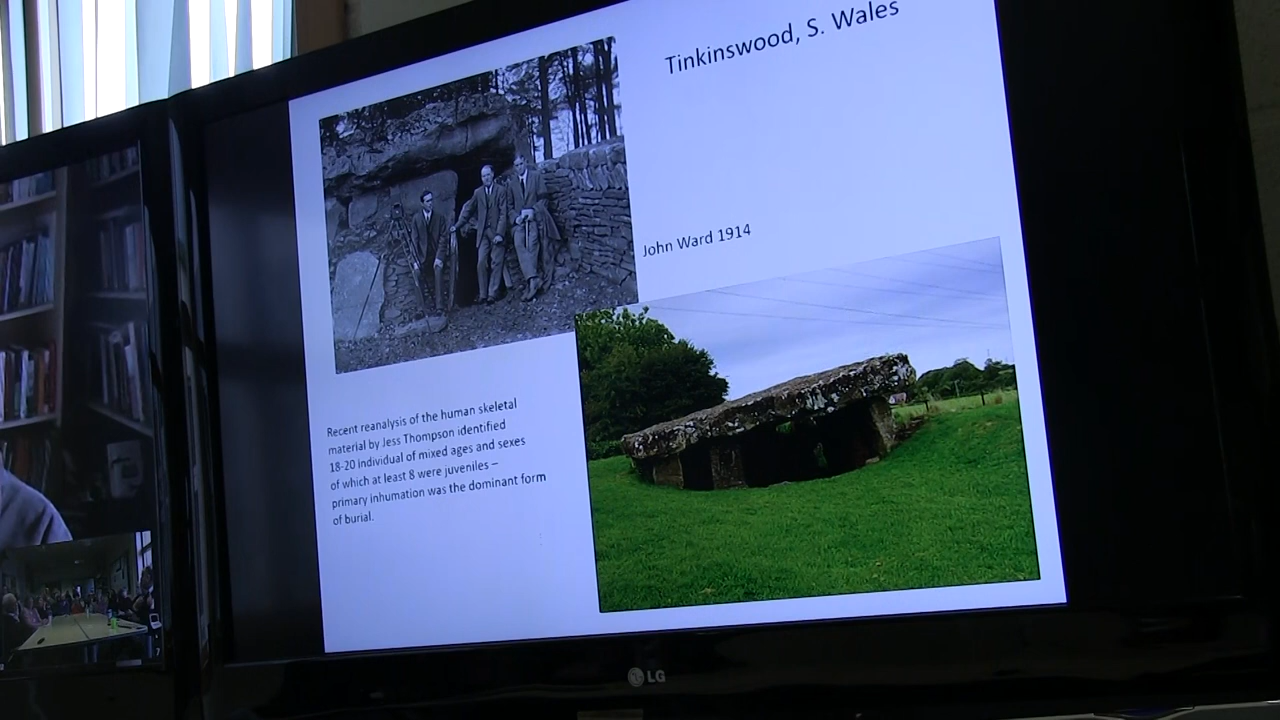 Tinkinswood, S. Wales
John Ward 1914
Recent reanalysis of the human skeletal
material by Jess Thompson identified
18-20 individual of mixed ages and sexes
of which at least 8 were juveniles –
primary inhumation was the dominant form
of burial.
LG